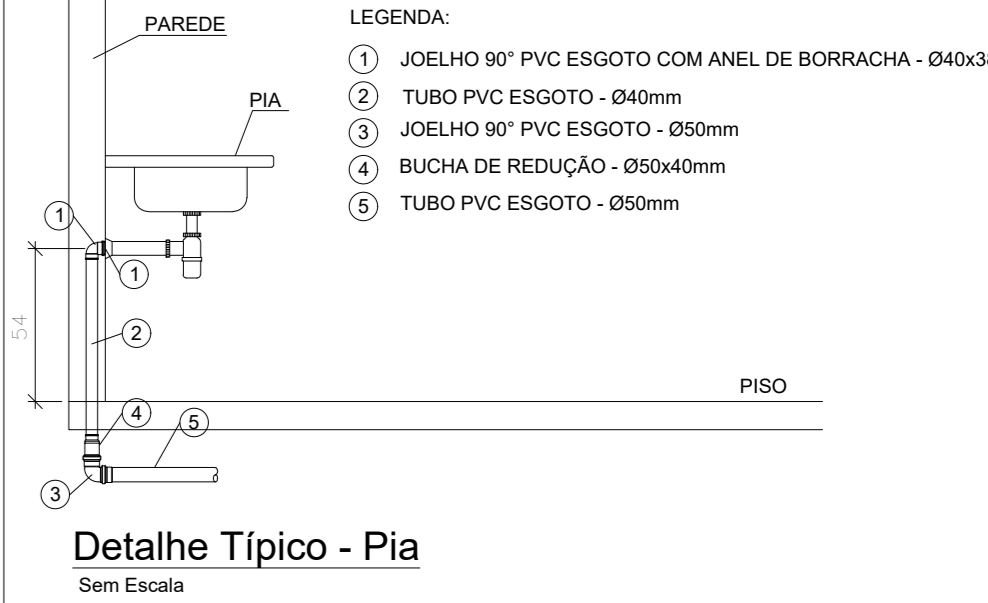 PAREDE
LEGENDA:
1 JOELHO 90° PVC ESGOTO COM ANEL DE BORRACHA - Ø40x38
2 TUBO PVC ESGOTO - Ø40mm
3 JOELHO 90° PVC ESGOTO - Ø50mm
4 BUCHA DE REDUÇÃO - Ø50x40mm
5 TUBO PVC ESGOTO - Ø50mm
PIA
1
1
54
2
PISO
4
5
3
Detalhe Típico - Pia
Sem Escala